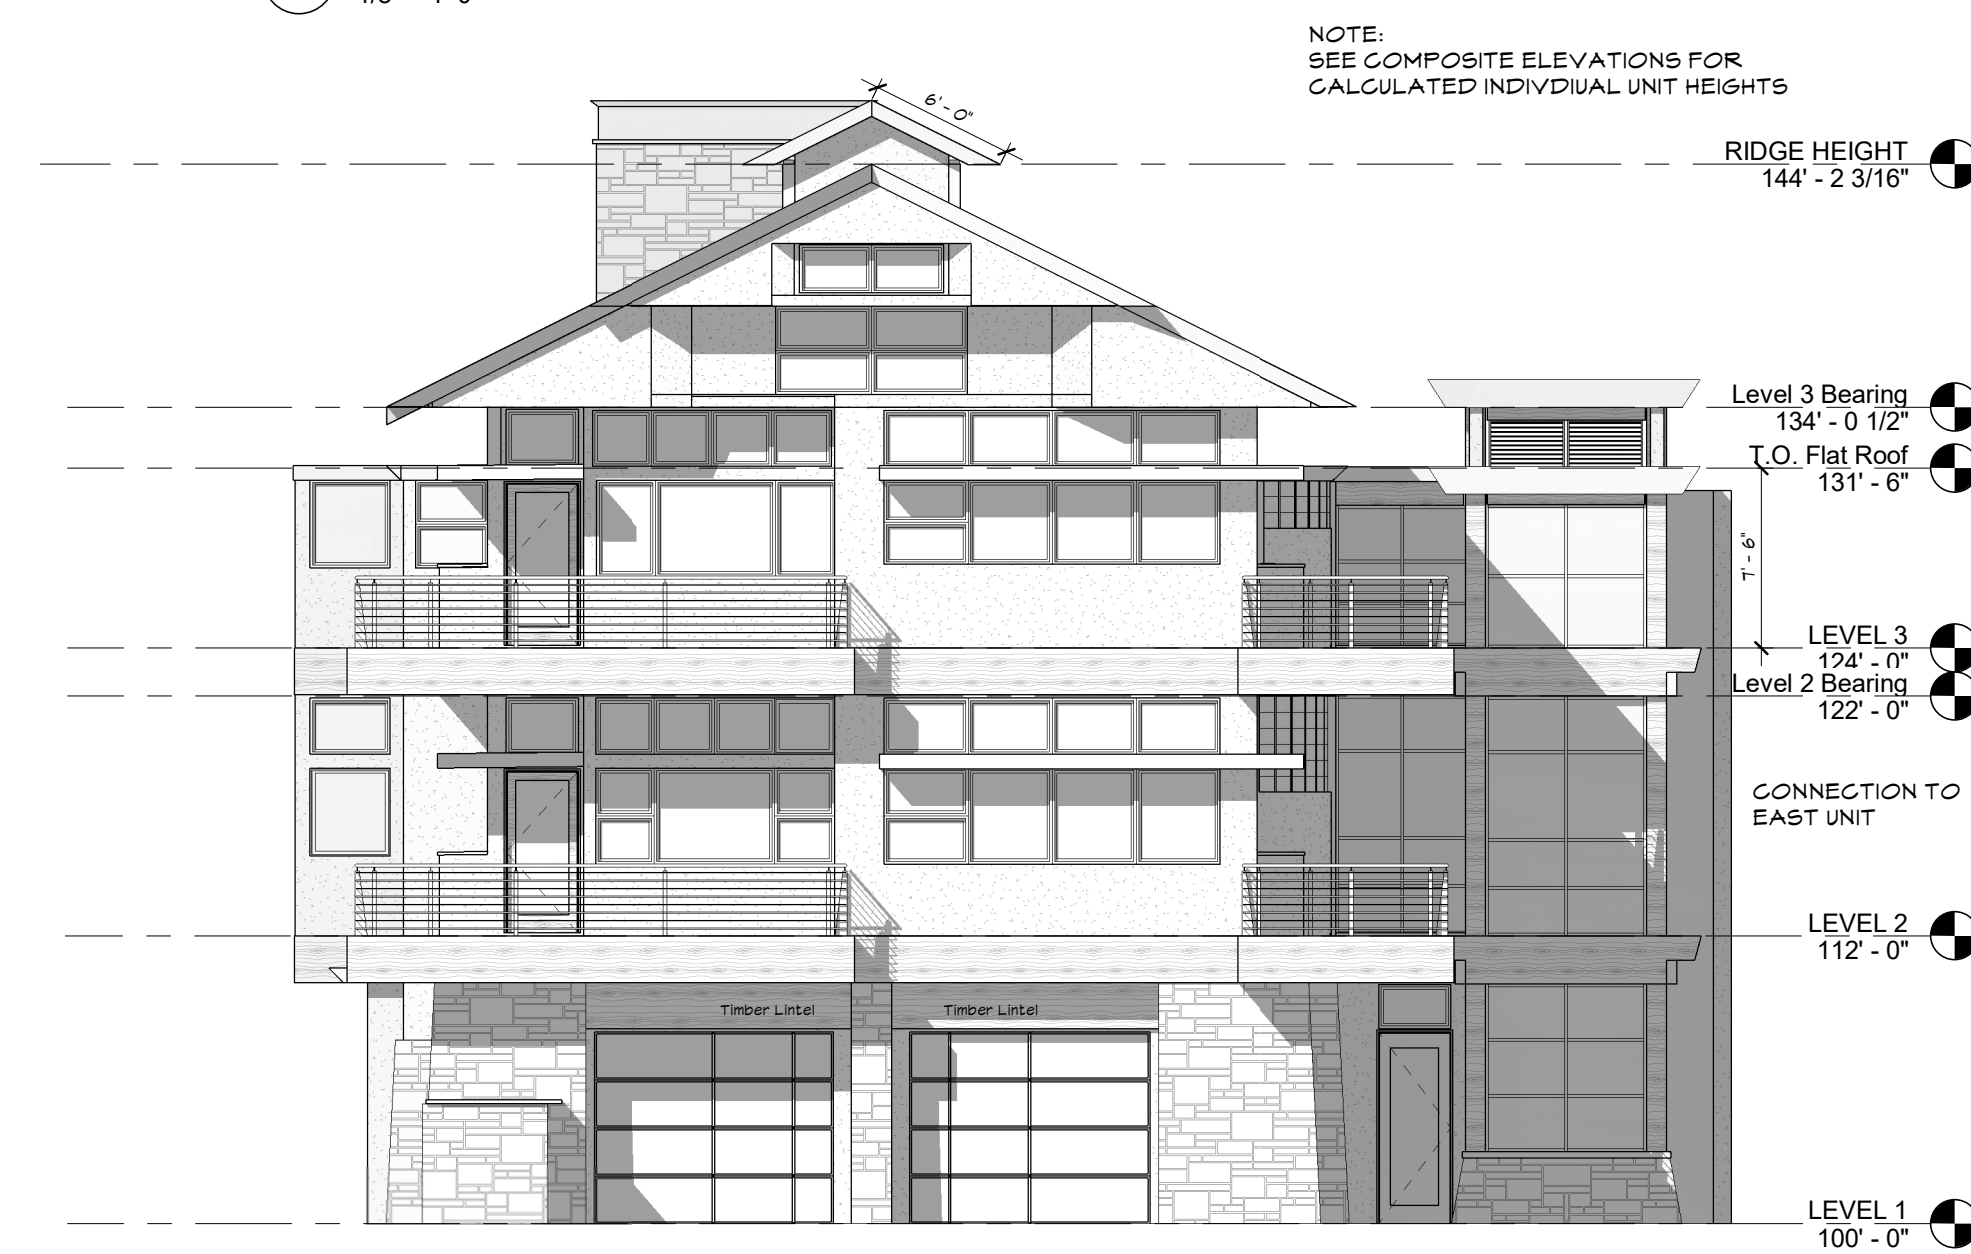 NOTE:
SEE COMPOSITE ELEVATIONS FOR
CALCULATED INDIVDIUAL UNIT HEIGHTS
6' - 0"
RIDGE HEIGHT
144' - 2 3/16"
Level 3 Bearing
134' - 0 1/2"
T.O. Flat Roof
131' - 6"
7' - 6"
LEVEL 3
124' - 0"
Level 2 Bearing
122' - 0"
CONNECTION TO
EAST UNIT
LEVEL 2
112' - 0"
Timber Lintel
Timber Lintel
LEVEL 1
100' - 0"